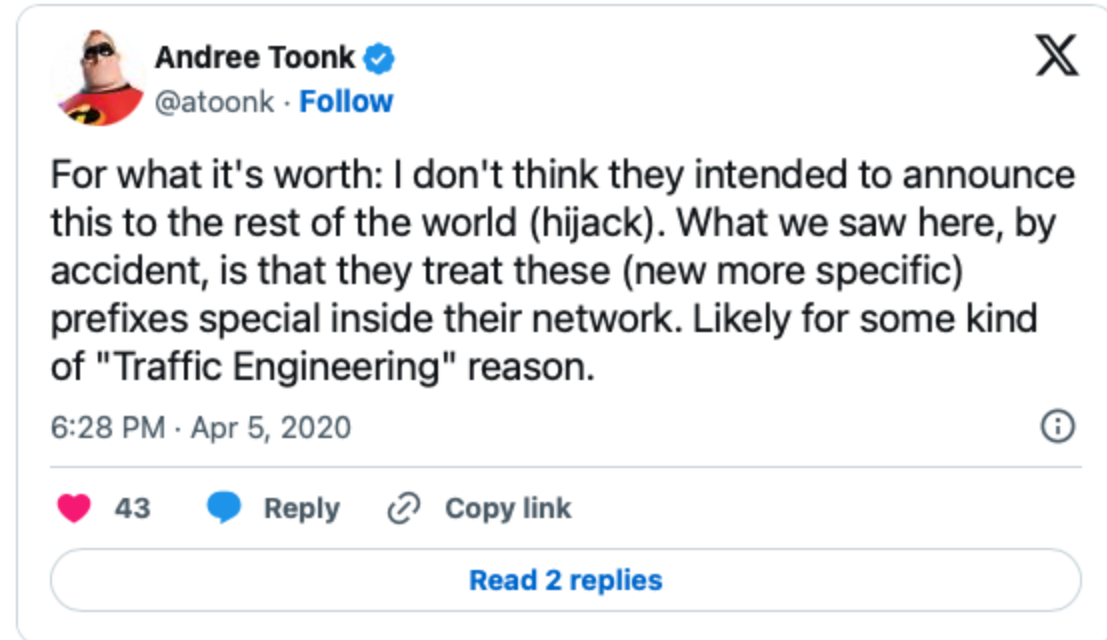 Andree Toonk
@atoonk · Follow
For what it's worth: I don't think they intended to announce
this to the rest of the world (hijack). What we saw here, by
accident, is that they treat these (new more specific)
prefixes special inside their network. Likely for some kind
of "Traffic Engineering" reason.
6:28 PM · Apr 5, 2020
43 Reply Copy link
Read 2 replies